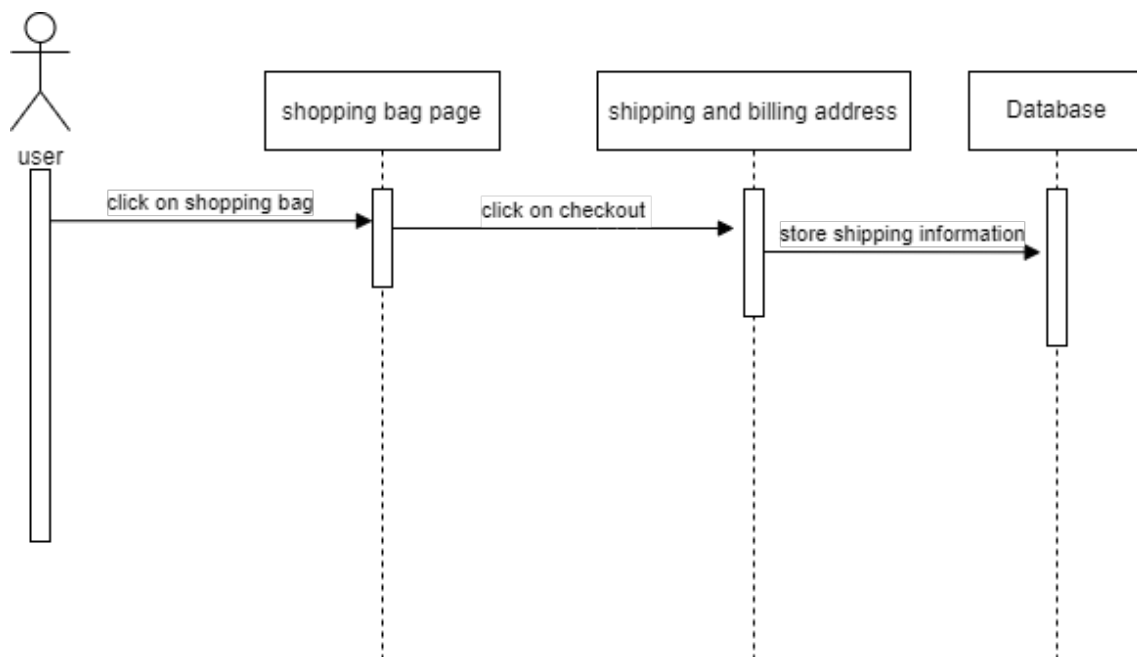 user
shopping bag page
shipping and billing address
Database
click on shopping bag
click on checkout
store shipping information